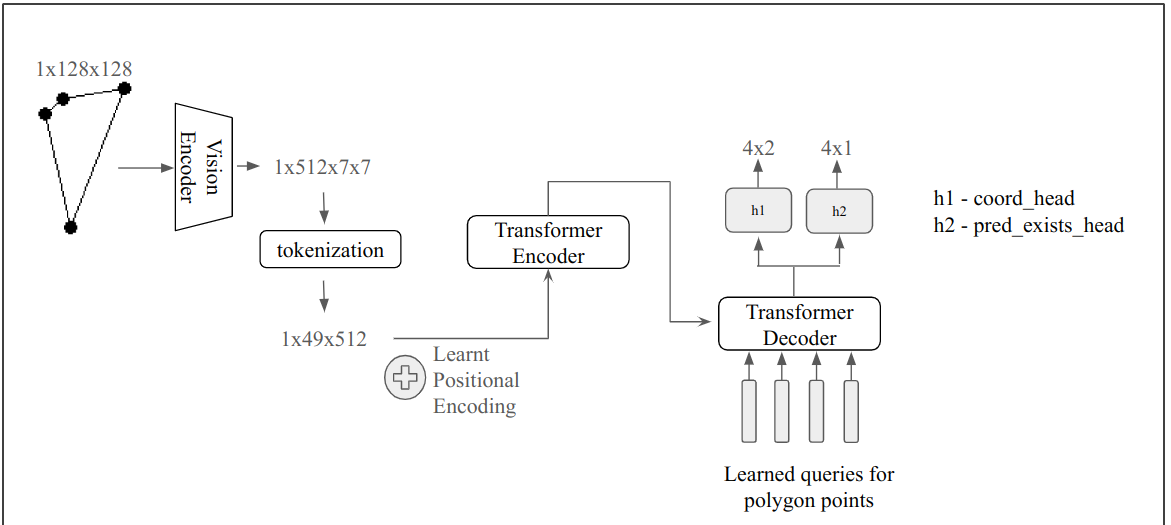 1x128x128
Vision
Encoder
1x512x7x7
tokenization
1x49x512
Learnt
Positional
Encoding
Transformer
Encoder
4x2
4x1
h1
h2
h1 - coord_head
h2 - pred_exists_head
Transformer
Decoder
Learned queries for
polygon points